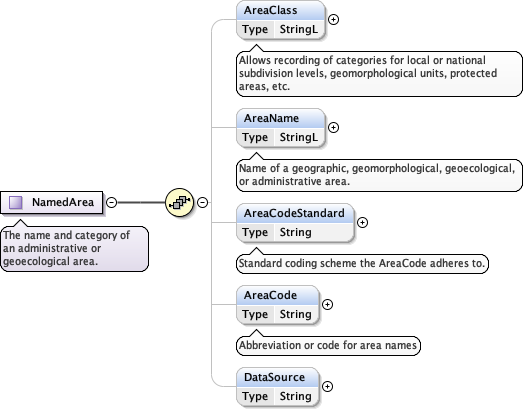 AreaClass
Type StringL
Allows recording of categories for local or national
subdivision levels, geomorphological units, protected
areas, etc.
AreaName
Type StringL
Name of a geographic, geomorphological, geoecological,
or administrative area.
NamedArea
The name and category of
an administrative or
geoecological area.
AreaCodeStandard
Type String
Standard coding scheme the AreaCode adheres to.
AreaCode
Type String
Abbreviation or code for area names
DataSource
Type String